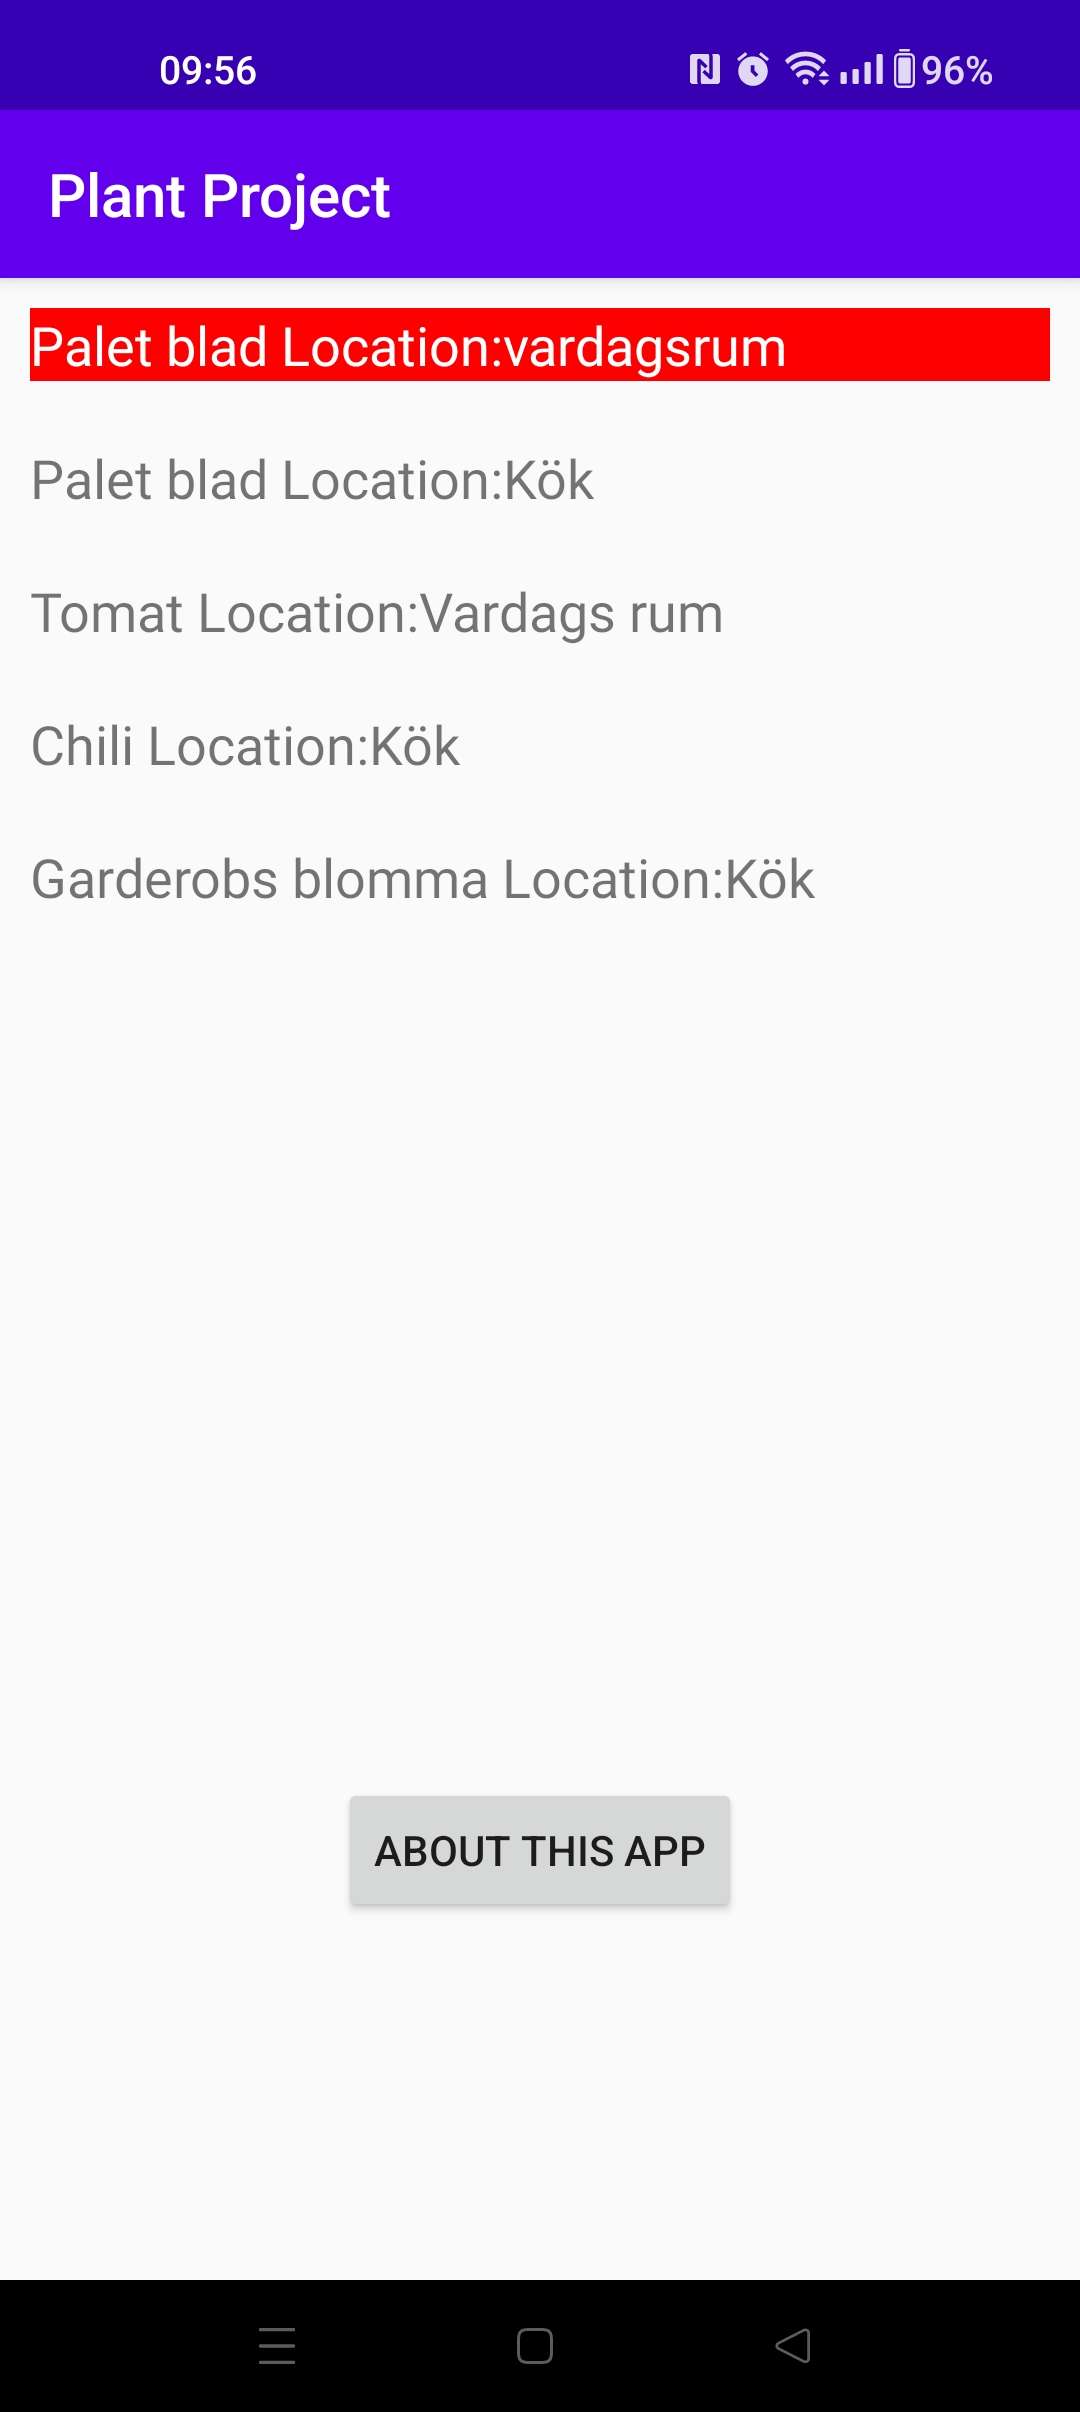 09:56 96%
Plant Project
Palet blad Location:vardagsrum
Palet blad Location:Kök
Tomat Location:Vardags rum
Chili Location:Kök
Garderobs blomma Location:Kök
ABOUT THIS APP